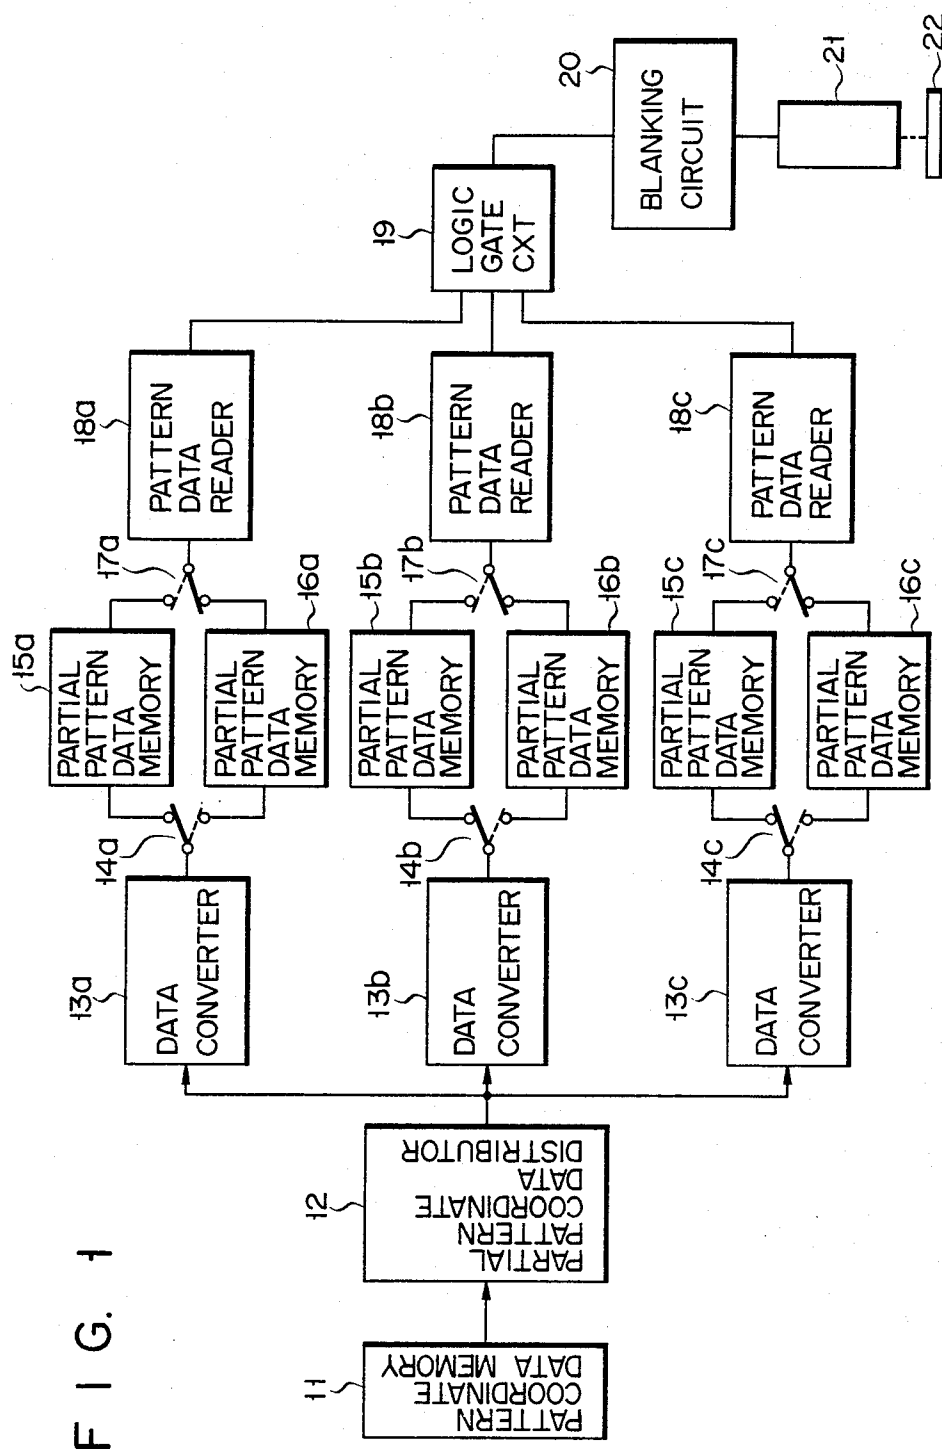 FIG. 1
11
PATTERN
COORDINATE
DATA MEMORY
12
PARTIAL
PATTERN
COORDINATE
DATA
DISTRIBUTOR
13a
DATA
CONVERTER
14a
15a
PARTIAL
PATTERN
DATA
MEMORY
16a
PARTIAL
PATTERN
DATA
MEMORY
17a
18a
PATTERN
DATA
READER
13b
DATA
CONVERTER
14b
15b
PARTIAL
PATTERN
DATA
MEMORY
16b
PARTIAL
PATTERN
DATA
MEMORY
17b
18b
PATTERN
DATA
READER
13c
DATA
CONVERTER
14c
15c
PARTIAL
PATTERN
DATA
MEMORY
16c
PARTIAL
PATTERN
DATA
MEMORY
17c
18c
PATTERN
DATA
READER
19
LOGIC
GATE
CXT
20
BLANKING
CIRCUIT
21
22